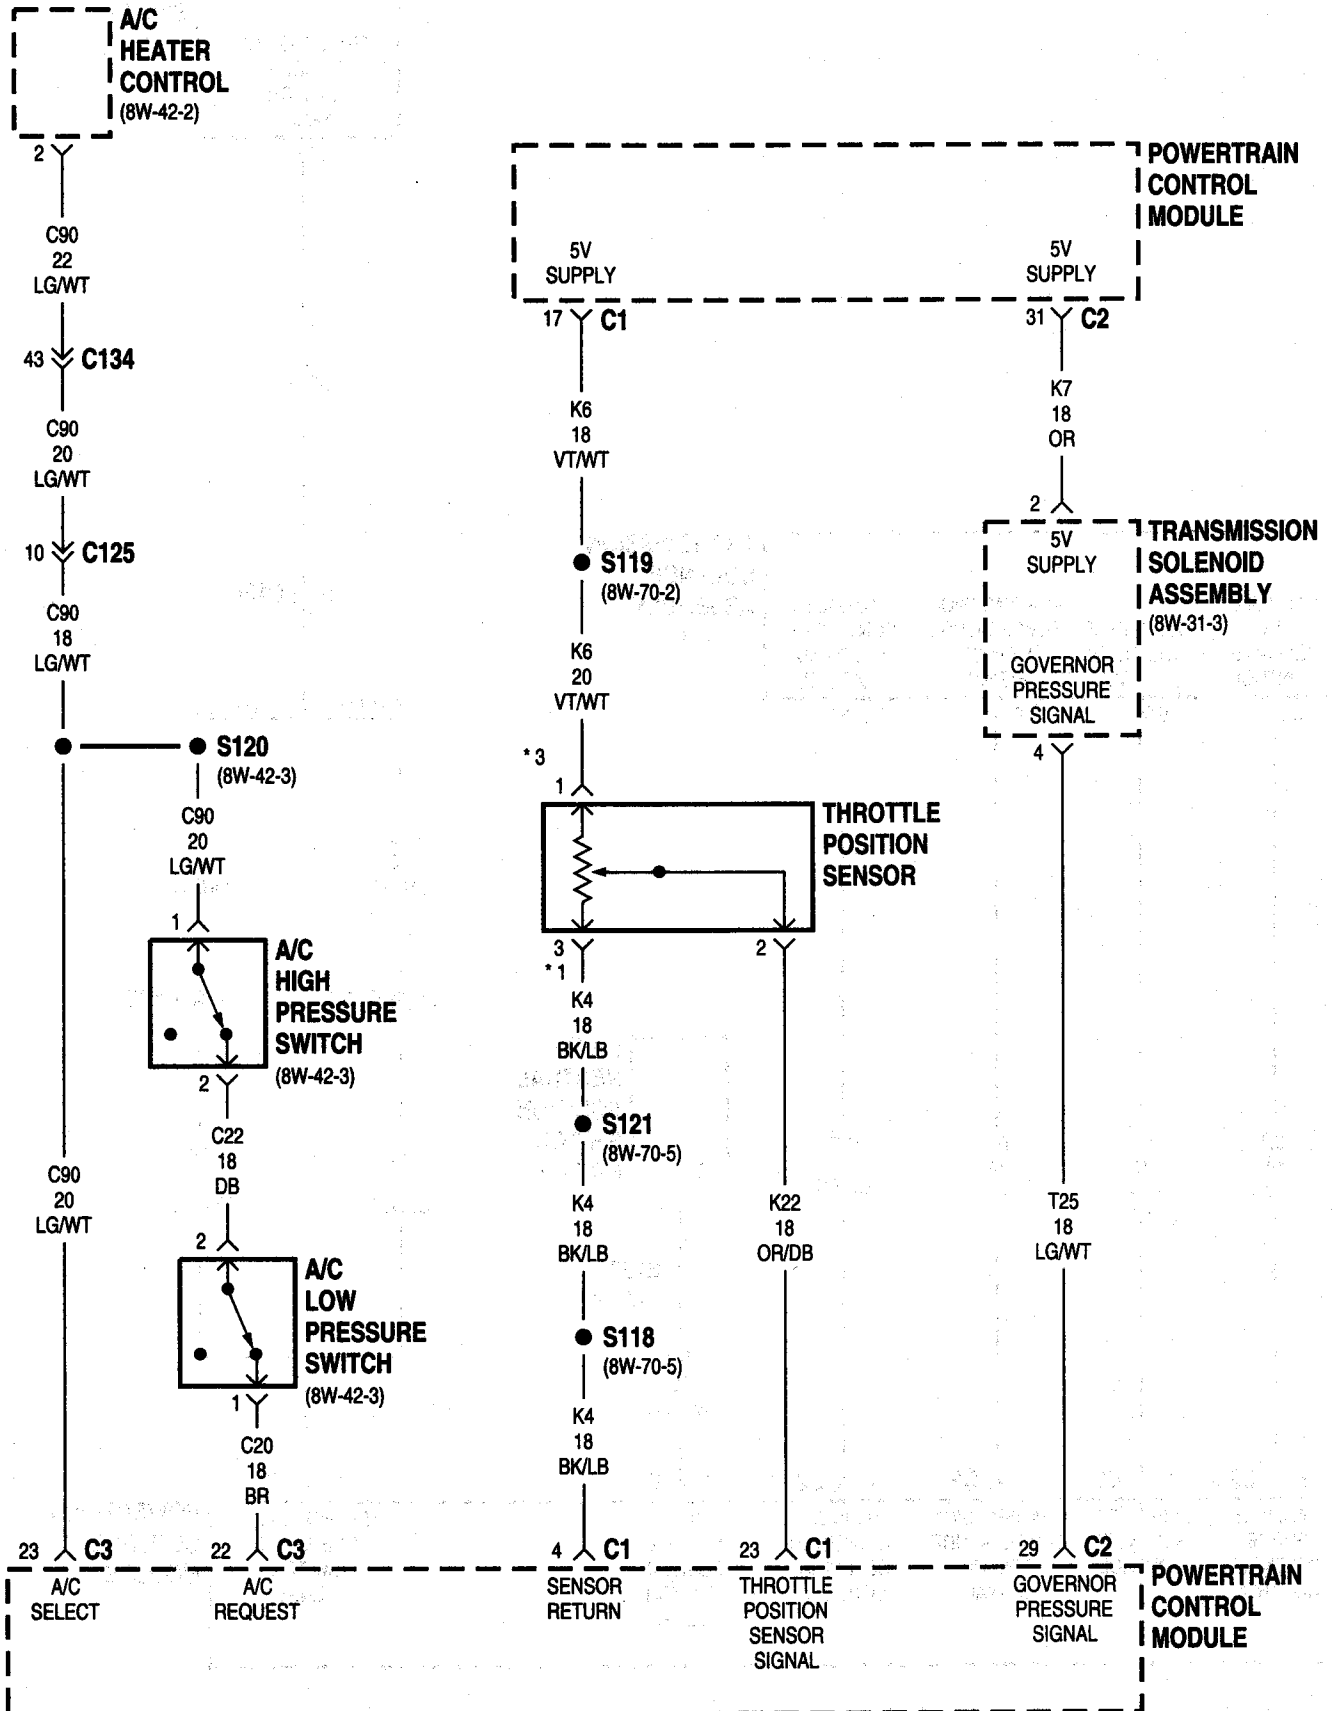 A/C
HEATER
CONTROL
(8W-42-2)
2
C90
22
LG/WT
43 C134
C90
20
LG/WT
10 C125
C90
18
LG/WT
S120
(8W-42-3)
C90
20
LG/WT
1
A/C
HIGH
PRESSURE
SWITCH
(8W-42-3)
2
C22
18
DB
C90
20
LG/WT
2
A/C
LOW
PRESSURE
SWITCH
(8W-42-3)
1
C20
18
BR
POWERTRAIN
CONTROL
MODULE
5V
SUPPLY
5V
SUPPLY
17 C1
31 C2
K6
18
VT/WT
S119
(8W-70-2)
K6
20
VT/WT
* 3
1
THROTTLE
POSITION
SENSOR
3
* 1
2
K4
18
BK/LB
S121
(8W-70-5)
K4
18
BK/LB
S118
(8W-70-5)
K4
18
BK/LB
K22
18
OR/DB
K7
18
OR
2
5V
SUPPLY
TRANSMISSION
SOLENOID
ASSEMBLY
(8W-31-3)
GOVERNOR
PRESSURE
SIGNAL
4
T25
18
LG/WT
23 C3
22 C3
4 C1
23 C1
29 C2
A/C
SELECT
A/C
REQUEST
SENSOR
RETURN
THROTTLE
POSITION
SENSOR
SIGNAL
GOVERNOR
PRESSURE
SIGNAL
POWERTRAIN
CONTROL
MODULE